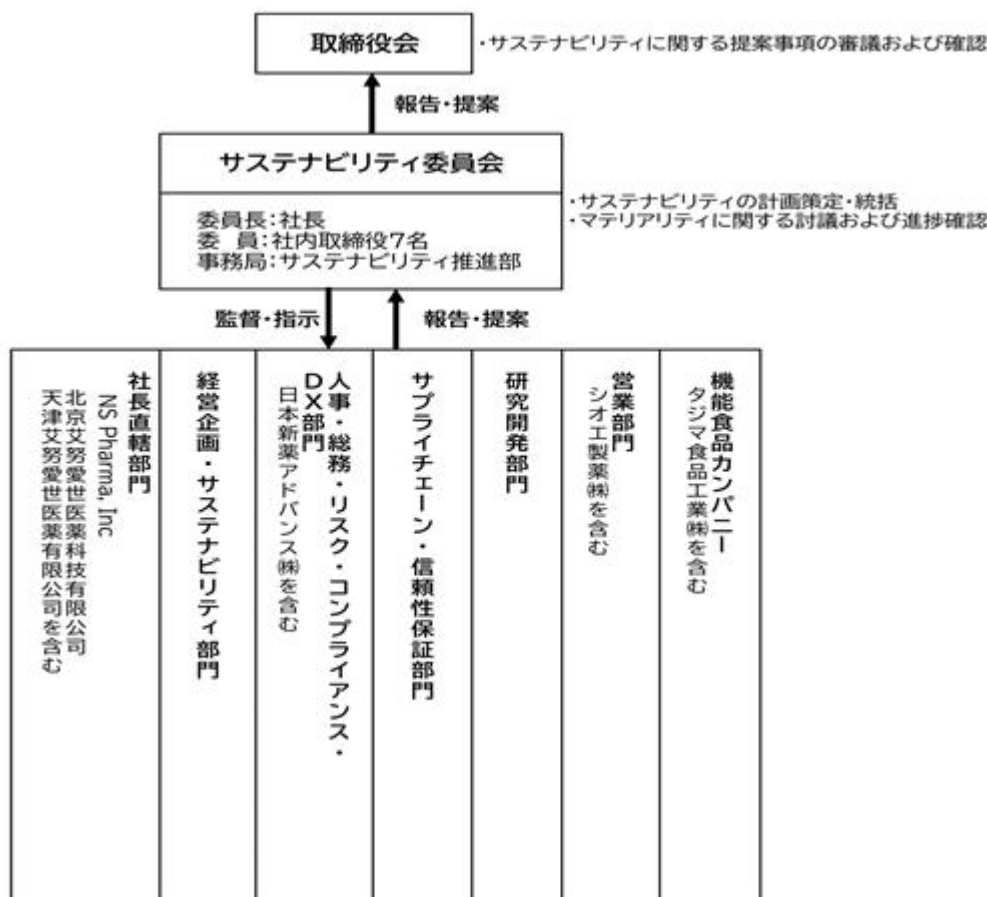 取締役会
・サステナビリティに関する提案事項の審議および確認
報告・提案
サステナビリティ委員会
委員長：社長
委　員：社内取締役7名
事務局：サステナビリティ推進部
・サステナビリティの計画策定・統括
・マテリアリティに関する討議および進捗確認
監督・指示
報告・提案
社長直轄部門
NS Pharma, Inc
北京艾努愛世医薬科技有限公司
天津艾努愛世医薬有限公司を含む
経営企画・サステナビリティ部門
人事・総務・リスク・コンプライアンス・
DX部門
日本新薬アドバンス㈱を含む
サプライチェーン・信頼性保証部門
研究開発部門
営業部門
シオエ製薬㈱を含む
機能食品カンパニー
タジマ食品工業㈱を含む